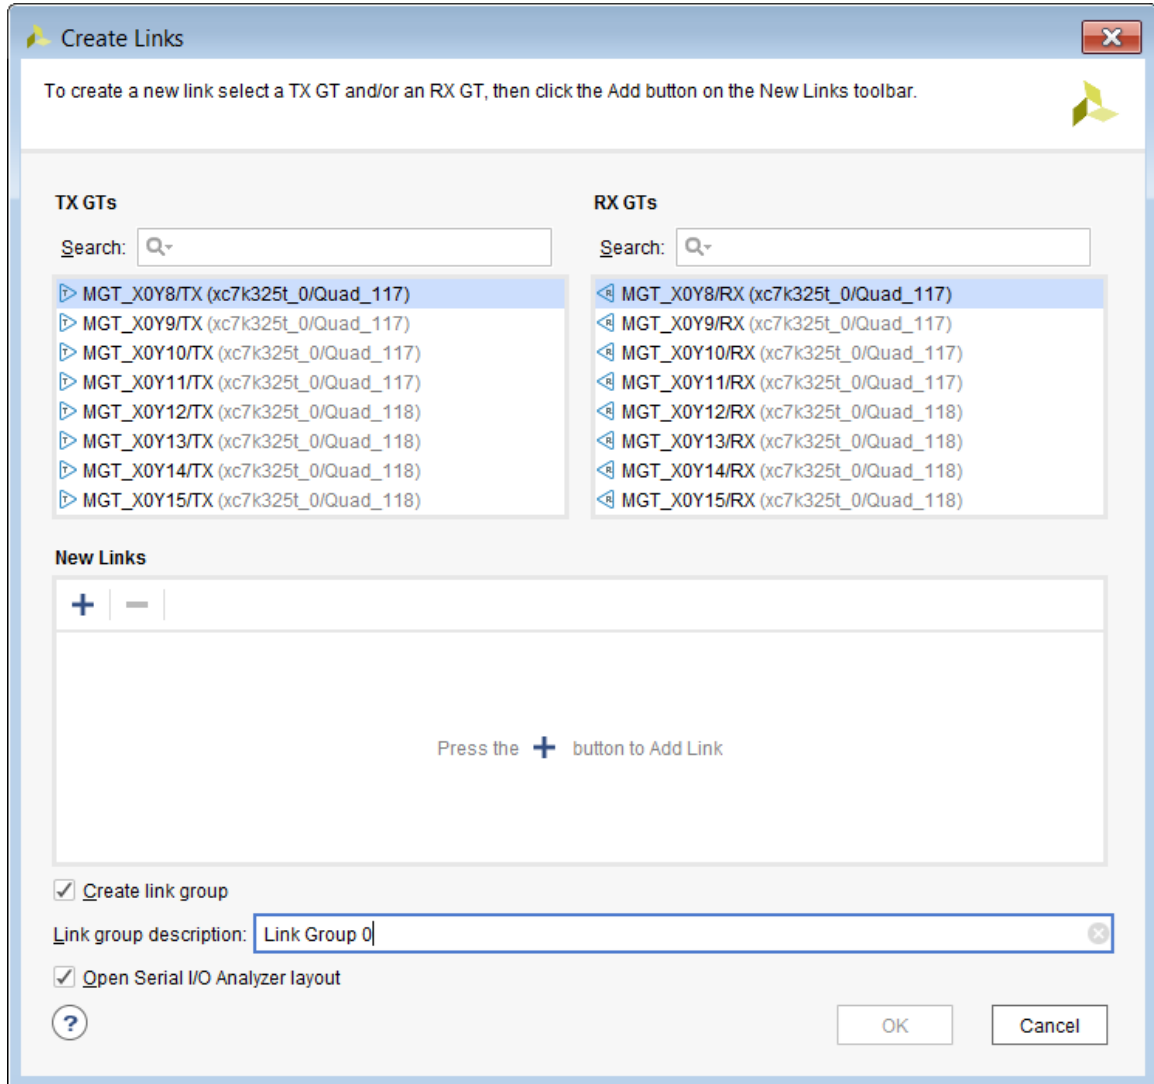 Create Links
To create a new link select a TX GT and/or an RX GT, then click the Add button on the New Links toolbar.
TX GTs
RX GTs
Search:
Search:
MGT_X0Y8/TX (xc7k325t_0/Quad_117)
MGT_X0Y9/TX (xc7k325t_0/Quad_117)
MGT_X0Y10/TX (xc7k325t_0/Quad_117)
MGT_X0Y11/TX (xc7k325t_0/Quad_117)
MGT_X0Y12/TX (xc7k325t_0/Quad_118)
MGT_X0Y13/TX (xc7k325t_0/Quad_118)
MGT_X0Y14/TX (xc7k325t_0/Quad_118)
MGT_X0Y15/TX (xc7k325t_0/Quad_118)
MGT_X0Y8/RX (xc7k325t_0/Quad_117)
MGT_X0Y9/RX (xc7k325t_0/Quad_117)
MGT_X0Y10/RX (xc7k325t_0/Quad_117)
MGT_X0Y11/RX (xc7k325t_0/Quad_117)
MGT_X0Y12/RX (xc7k325t_0/Quad_118)
MGT_X0Y13/RX (xc7k325t_0/Quad_118)
MGT_X0Y14/RX (xc7k325t_0/Quad_118)
MGT_X0Y15/RX (xc7k325t_0/Quad_118)
New Links
Press the + button to Add Link
Create link group
Link group description: Link Group 0
Open Serial I/O Analyzer layout
?
OK
Cancel